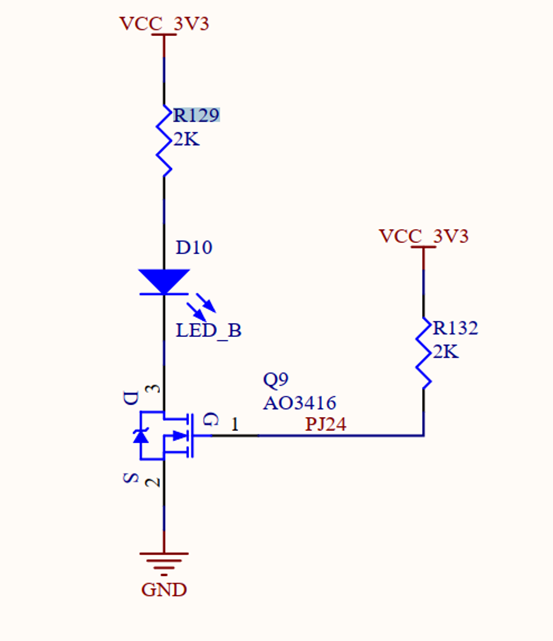 VCC_3V3
R129
2K
D10
LED_B
VCC_3V3
R132
2K
Q9
AO3416
PJ24
D
3
G
1
S
2
GND